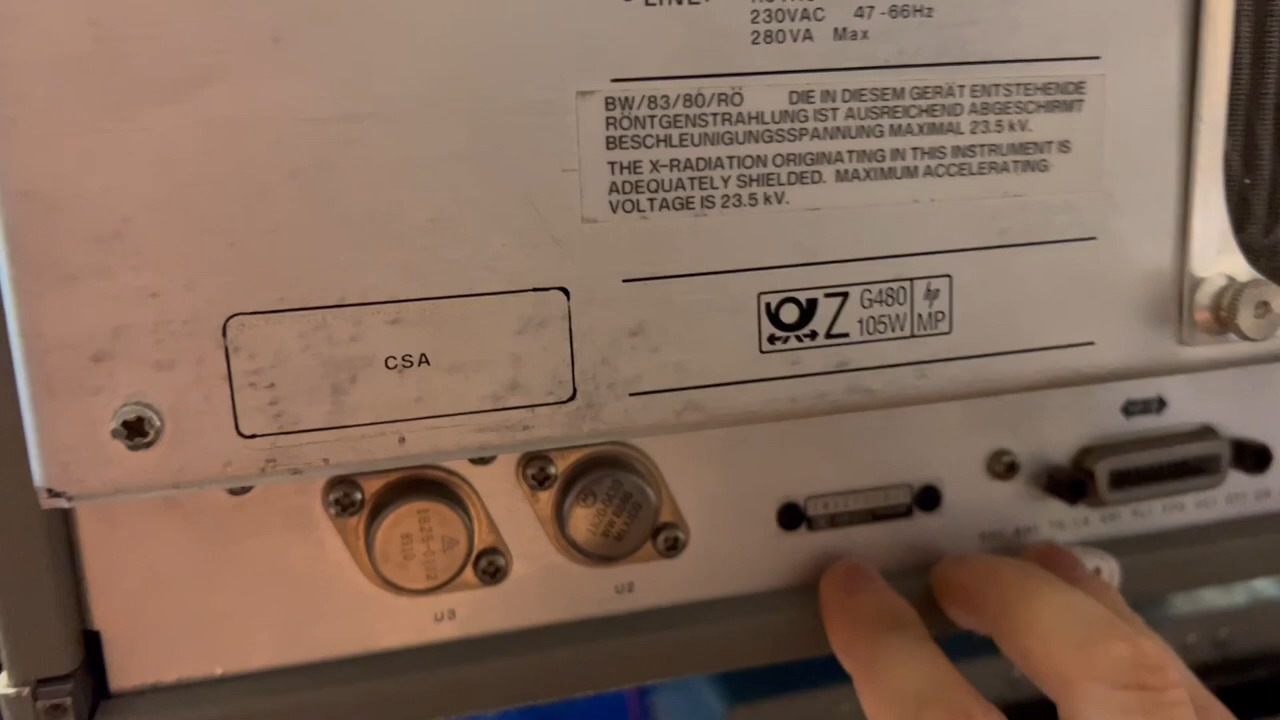 230VAC 47-66Hz
280VA Max
BW/83/80/RÖ DIE IN DIESEM GERÄT ENTSTEHENDE
RÖNTGENSTRAHLUNG IST AUSREICHEND ABGESCHIRMT
BESCHLEUNIGUNGSSPANNUNG MAXIMAL 23.5 kV.
THE X-RADIATION ORIGINATING IN THIS INSTRUMENT IS
ADEQUATELY SHIELDED. MAXIMUM ACCELERATING
VOLTAGE IS 23.5 kV.
Z G480 hp
105W MP
CSA
U3
U2